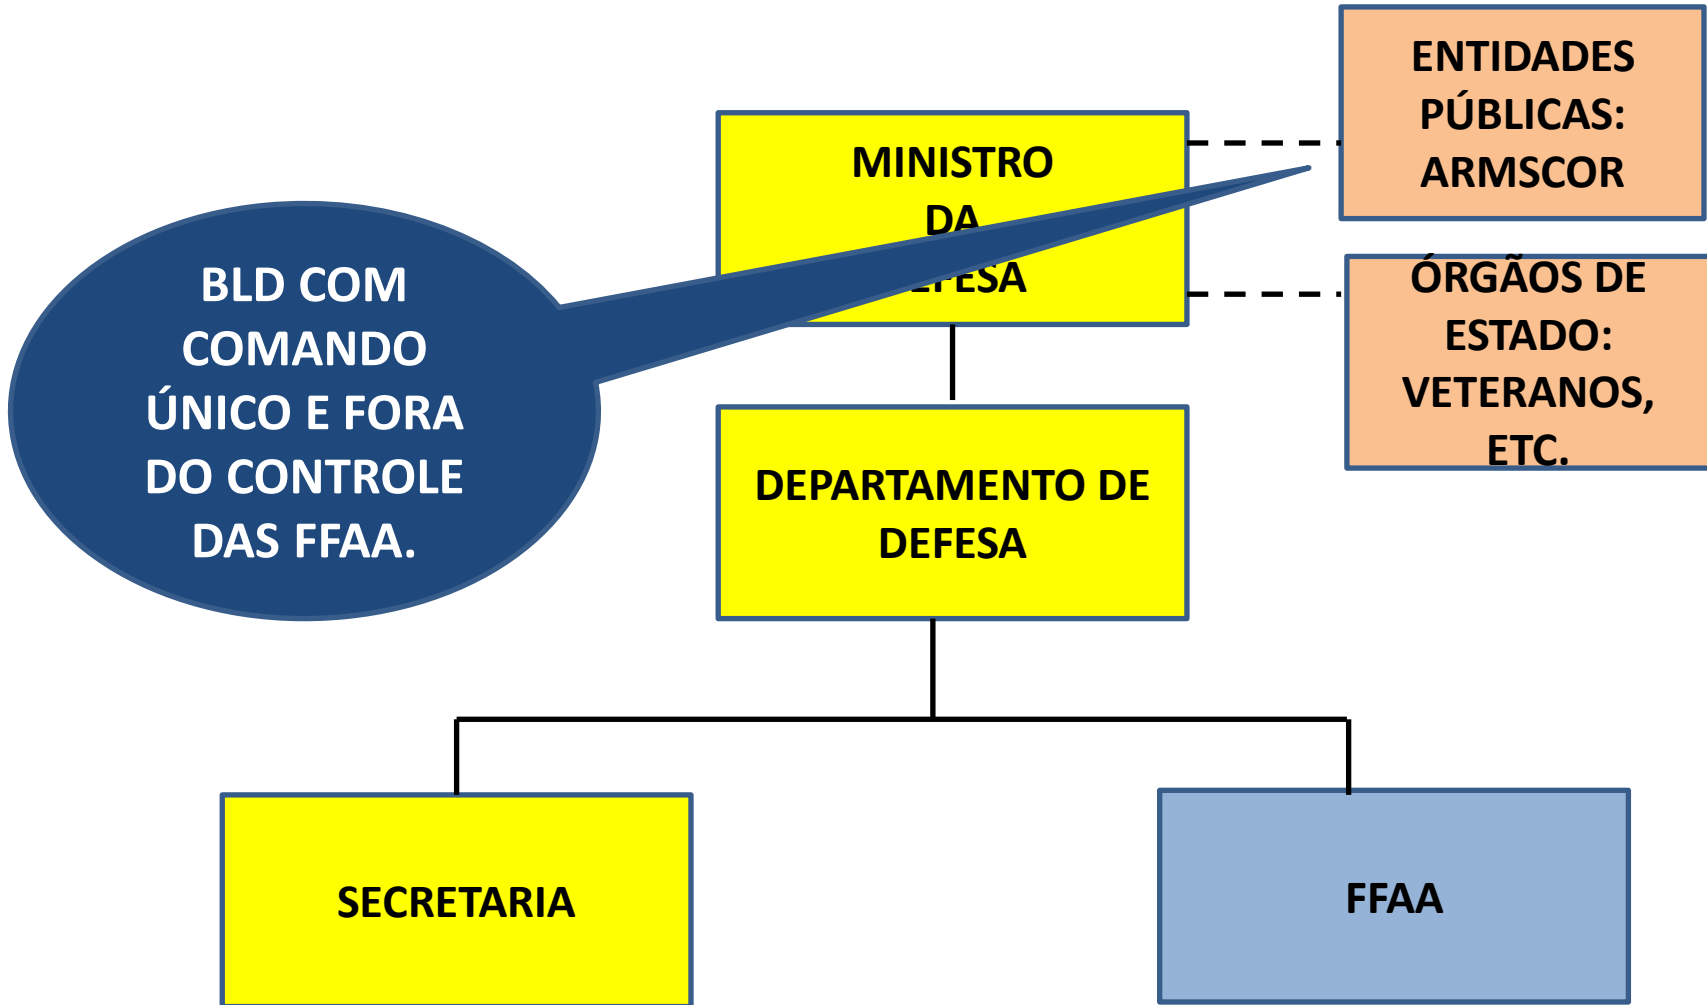 ENTIDADES
PÚBLICAS:
ARMSCOR
MINISTRO
DA
EFESA
ÓRGÃOS DE
ESTADO:
VETERANOS,
ETC.
BLD COM
COMANDO
ÚNICO E FORA
DO CONTROLE
DAS FFAA.
DEPARTAMENTO DE
DEFESA
SECRETARIA
FFAA